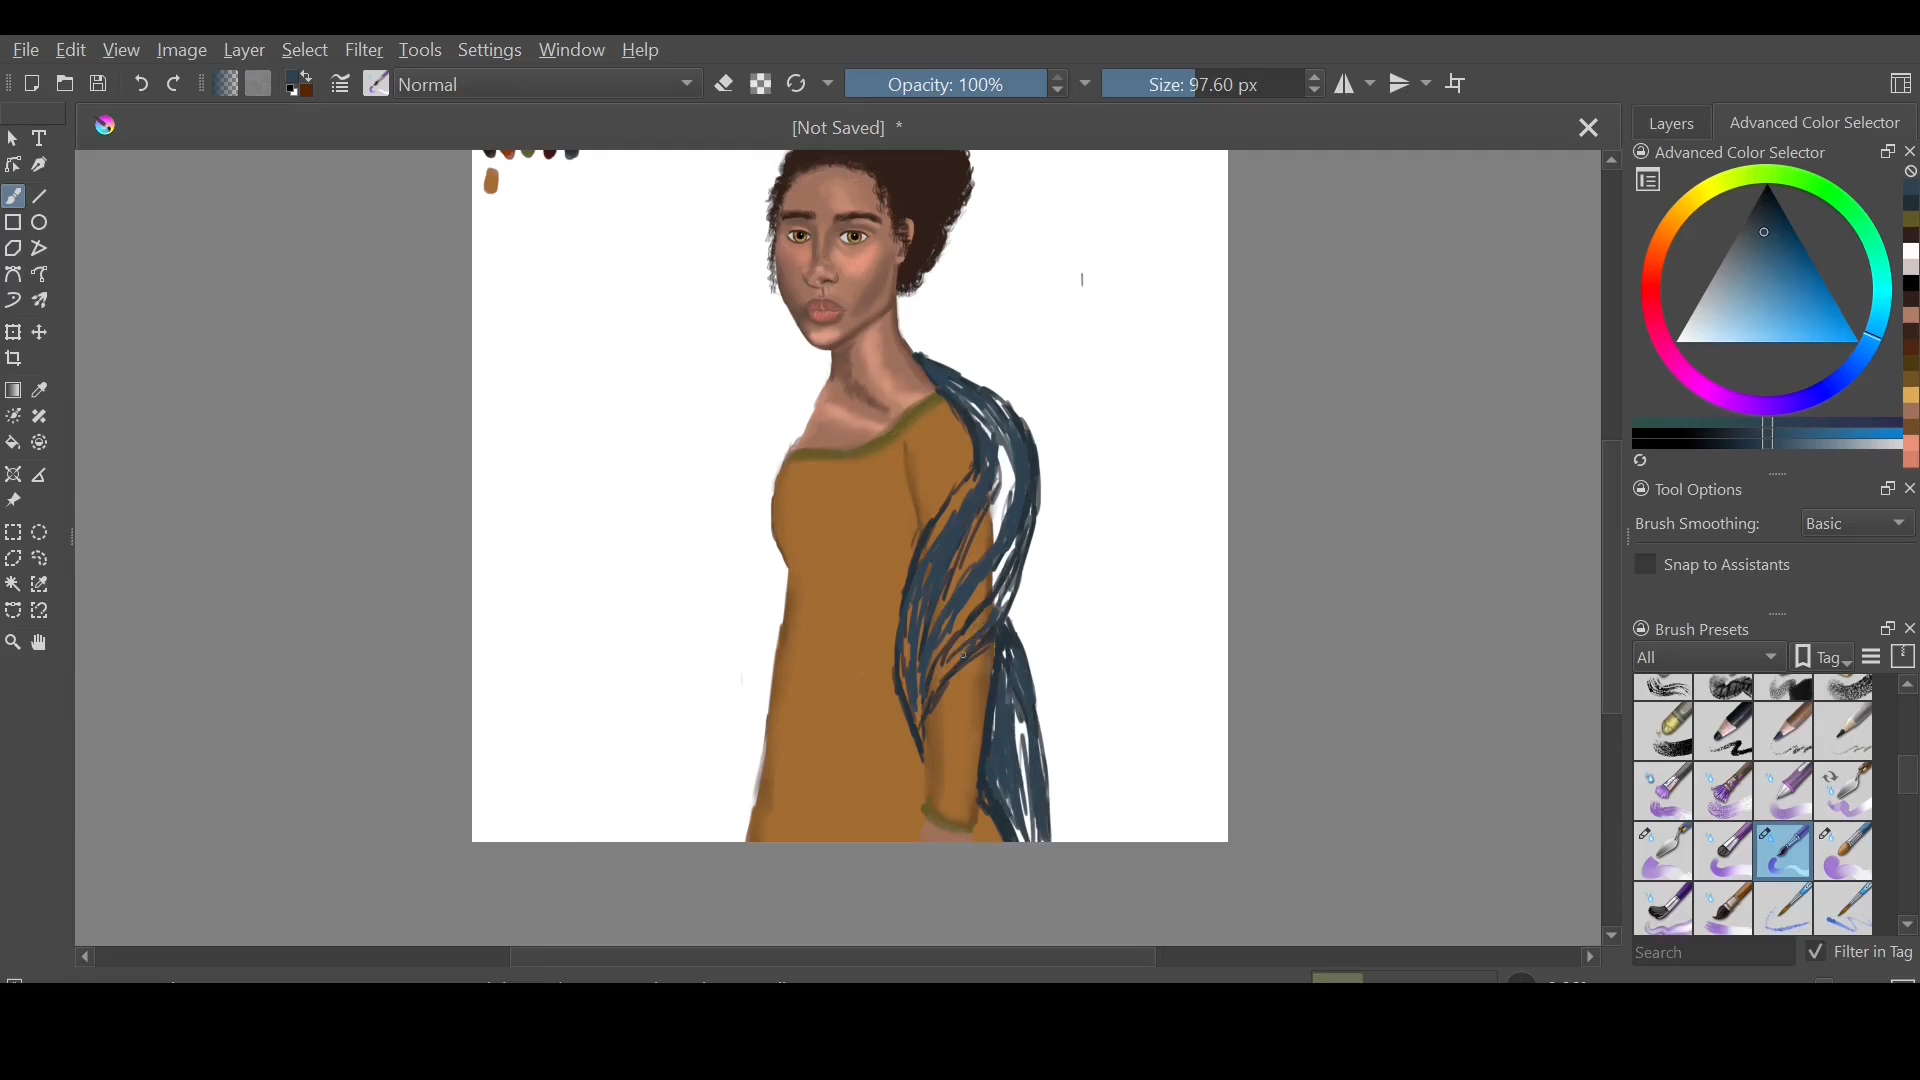 File Edit View Image Layer Select Filter Tools Settings Window Help
Normal Opacity: 100% Size: 97.60 px
[Not Saved] *
Layers Advanced Color Selector
Advanced Color Selector
Tool Options
Brush Smoothing: Basic
Snap to Assistants
Brush Presets
All Tag
Search Filter in Tag